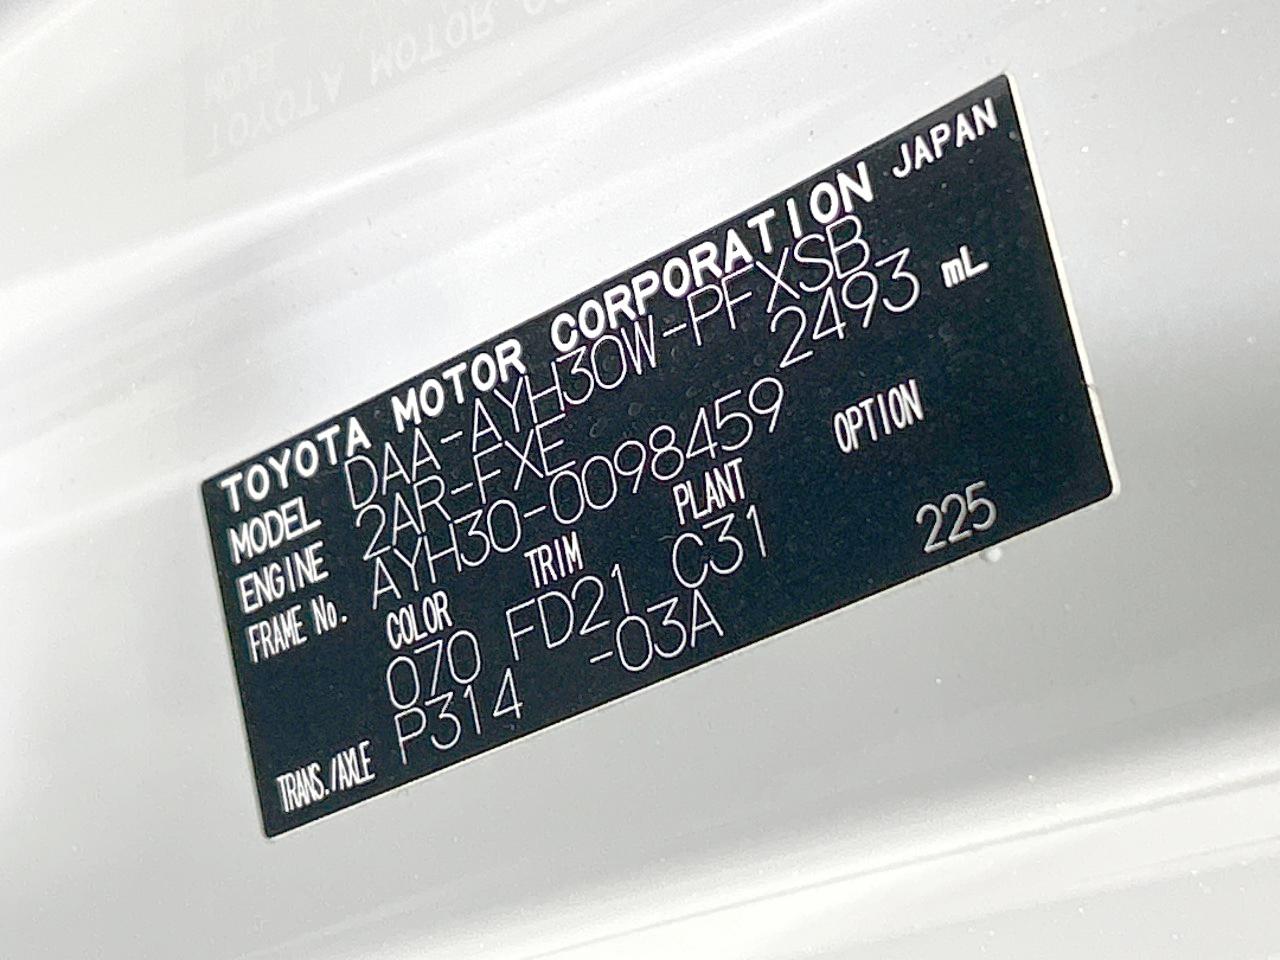 TOYOTA MOTOR CORPORATION JAPAN
MODEL DAA-AYH30W-PFXSB
ENGINE 2AR-FXE 2493 mL
FRAME No. AYH30-0098459
COLOR TRIM PLANT OPTION
070 FD21 C31 225
TRANS./AXLE P314 -03A